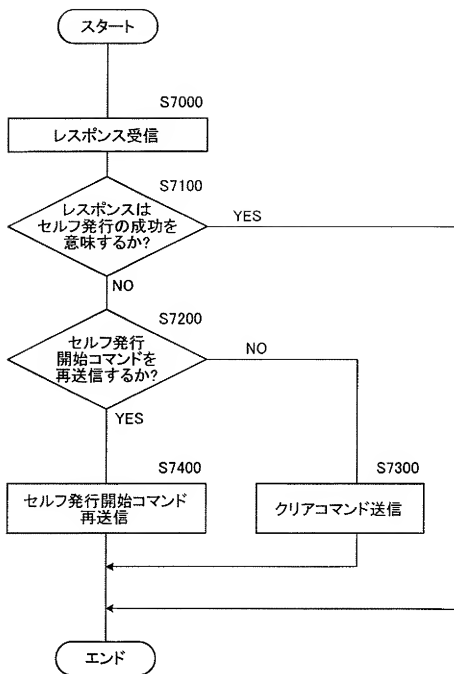 スタート
S7000
レスポンス受信
S7100
レスポンスは
セルフ発行の成功を
意味するか?
YES
NO
S7200
セルフ発行
開始コマンドを
再送信するか?
NO
YES
S7400
セルフ発行開始コマンド
再送信
S7300
クリアコマンド送信
エンド